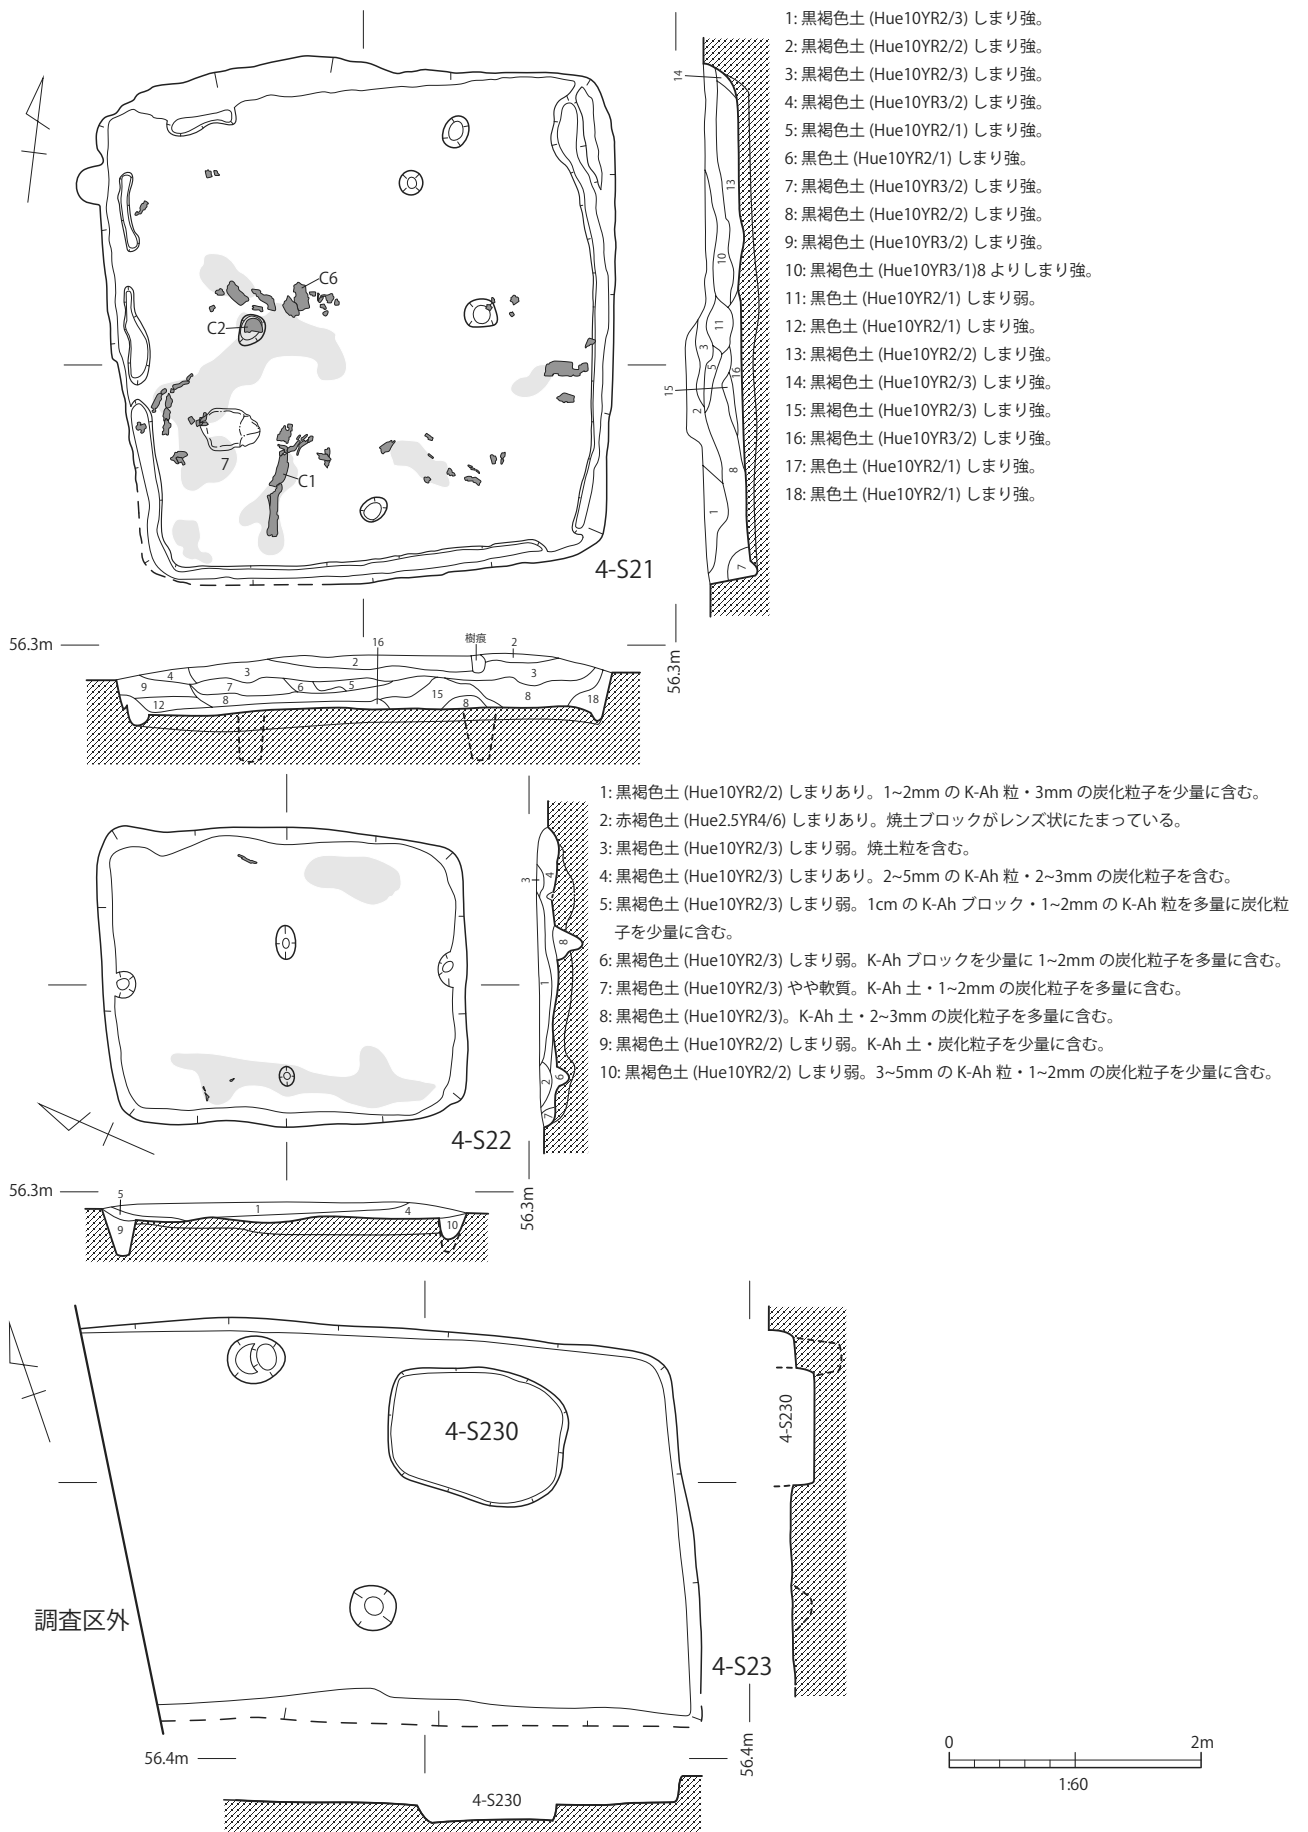 1: 黒褐色土 (Hue10YR2/3) しまり強。
2: 黒褐色土 (Hue10YR2/2) しまり強。
3: 黒褐色土 (Hue10YR2/3) しまり強。
4: 黒褐色土 (Hue10YR3/2) しまり強。
5: 黒褐色土 (Hue10YR2/1) しまり強。
6: 黒色土 (Hue10YR2/1) しまり強。
7: 黒褐色土 (Hue10YR3/2) しまり強。
8: 黒褐色土 (Hue10YR2/2) しまり強。
9: 黒褐色土 (Hue10YR3/2) しまり強。
10: 黒褐色土 (Hue10YR3/1)8 よりしまり強。
11: 黒色土 (Hue10YR2/1) しまり弱。
12: 黒色土 (Hue10YR2/1) しまり強。
13: 黒褐色土 (Hue10YR2/2) しまり強。
14: 黒褐色土 (Hue10YR2/3) しまり強。
15: 黒褐色土 (Hue10YR2/3) しまり強。
16: 黒褐色土 (Hue10YR3/2) しまり強。
17: 黒色土 (Hue10YR2/1) しまり強。
18: 黒色土 (Hue10YR2/1) しまり強。
C6
C2
7
C1
4-S21
14
13
10
11
3
5
16
15
2
8
1
7
56.3m
56.3m
16
樹痕
2
2
3
3
4
9
7
6
5
8
12
15
8
8
18
1: 黒褐色土 (Hue10YR2/2) しまりあり。1~2mm の K-Ah 粒・3mm の炭化粒子を少量に含む。
2: 赤褐色土 (Hue2.5YR4/6) しまりあり。焼土ブロックがレンズ状にたまっている。
3: 黒褐色土 (Hue10YR2/3) しまり弱。焼土粒を含む。
4: 黒褐色土 (Hue10YR2/3) しまりあり。2~5mm の K-Ah 粒・2~3mm の炭化粒子を含む。
5: 黒褐色土 (Hue10YR2/3) しまり弱。1cm の K-Ah ブロック・1~2mm の K-Ah 粒を多量に炭化粒
子を少量に含む。
6: 黒褐色土 (Hue10YR2/3) しまり弱。K-Ah ブロックを少量に 1~2mm の炭化粒子を多量に含む。
7: 黒褐色土 (Hue10YR2/3) やや軟質。K-Ah 土・1~2mm の炭化粒子を多量に含む。
8: 黒褐色土 (Hue10YR2/3)。K-Ah 土・2~3mm の炭化粒子を多量に含む。
9: 黒褐色土 (Hue10YR2/2) しまり弱。K-Ah 土・炭化粒子を少量に含む。
10: 黒褐色土 (Hue10YR2/2) しまり弱。3~5mm の K-Ah 粒・1~2mm の炭化粒子を少量に含む。
4-S22
3
4
8
1
2
6
7
56.3m
56.3m
5
1
4
9
10
4-S230
4-S230
調査区外
4-S23
56.4m
56.4m
4-S230
0
2m
1:60